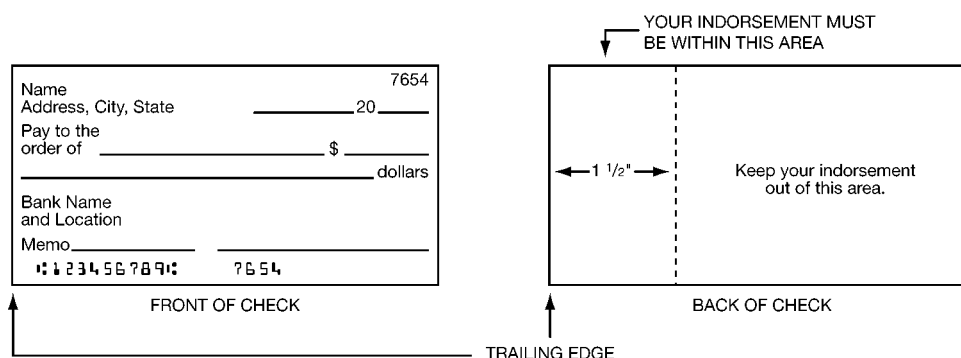 YOUR INDORSEMENT MUST
BE WITHIN THIS AREA
7654
Name
Address, City, State 20
Pay to the
order of $
dollars
Bank Name
and Location
Memo
⑆123456789⑆ 7654
FRONT OF CHECK
1 1/2"
Keep your indorsement
out of this area.
BACK OF CHECK
TRAILING EDGE